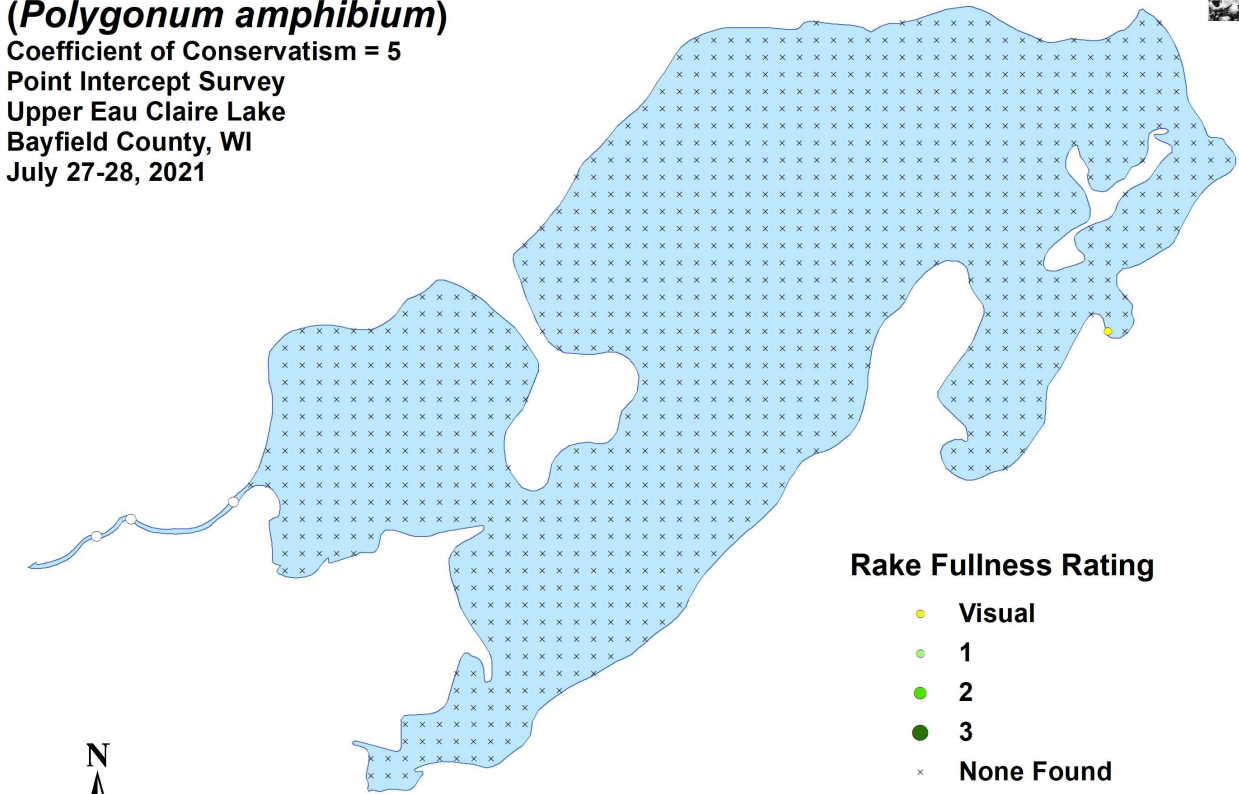 (Polygonum amphibium)
Coefficient of Conservatism = 5
Point Intercept Survey
Upper Eau Claire Lake
Bayfield County, WI
July 27-28, 2021
Rake Fullness Rating
Visual
1
2
3
None Found
N